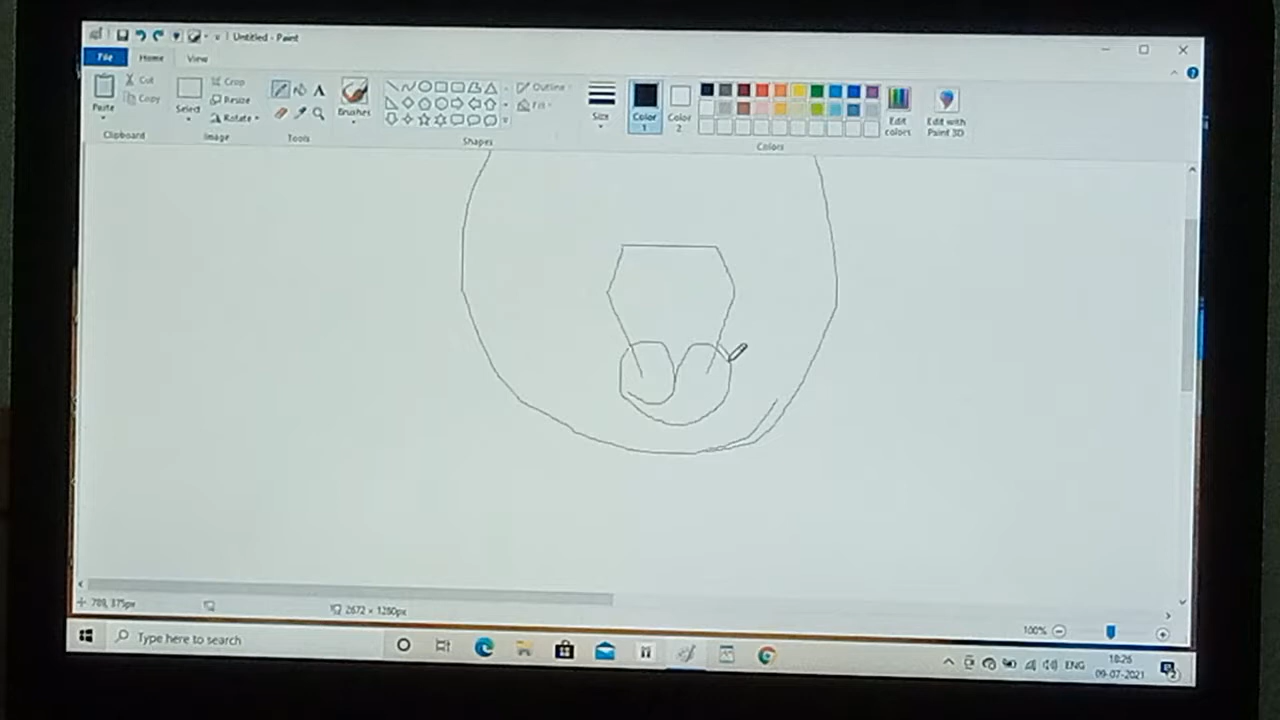 Untitled - Paint
File Home View
Paste
Cut
Copy
Clipboard
Select
Crop
Resize
Rotate
Image
Tools
Brushes
Shapes
Outline
Fill
Size
Color 1
Color 2
Colors
Edit colors
Edit with Paint 3D
2672 × 1280px
100%
Type here to search
ENG
18:26
09-07-2021